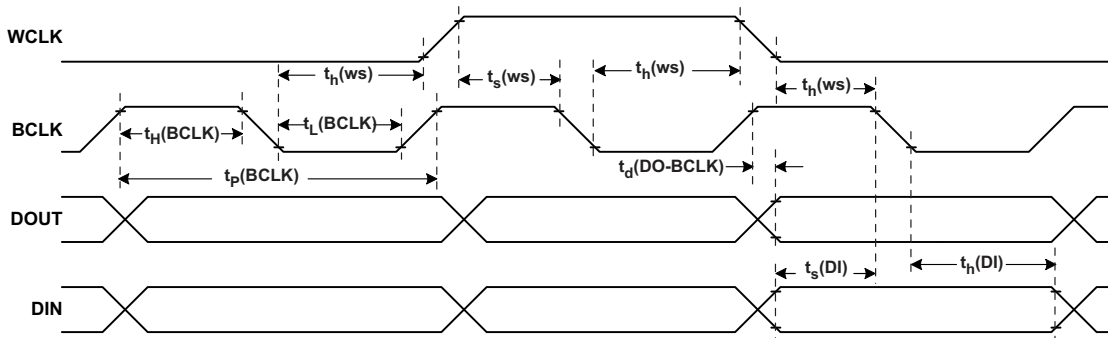 WCLK
th(ws)
ts(ws)
th(ws)
th(ws)
BCLK
tH(BCLK)
tL(BCLK)
tP(BCLK)
td(DO-BCLK)
DOUT
ts(DI)
th(DI)
DIN